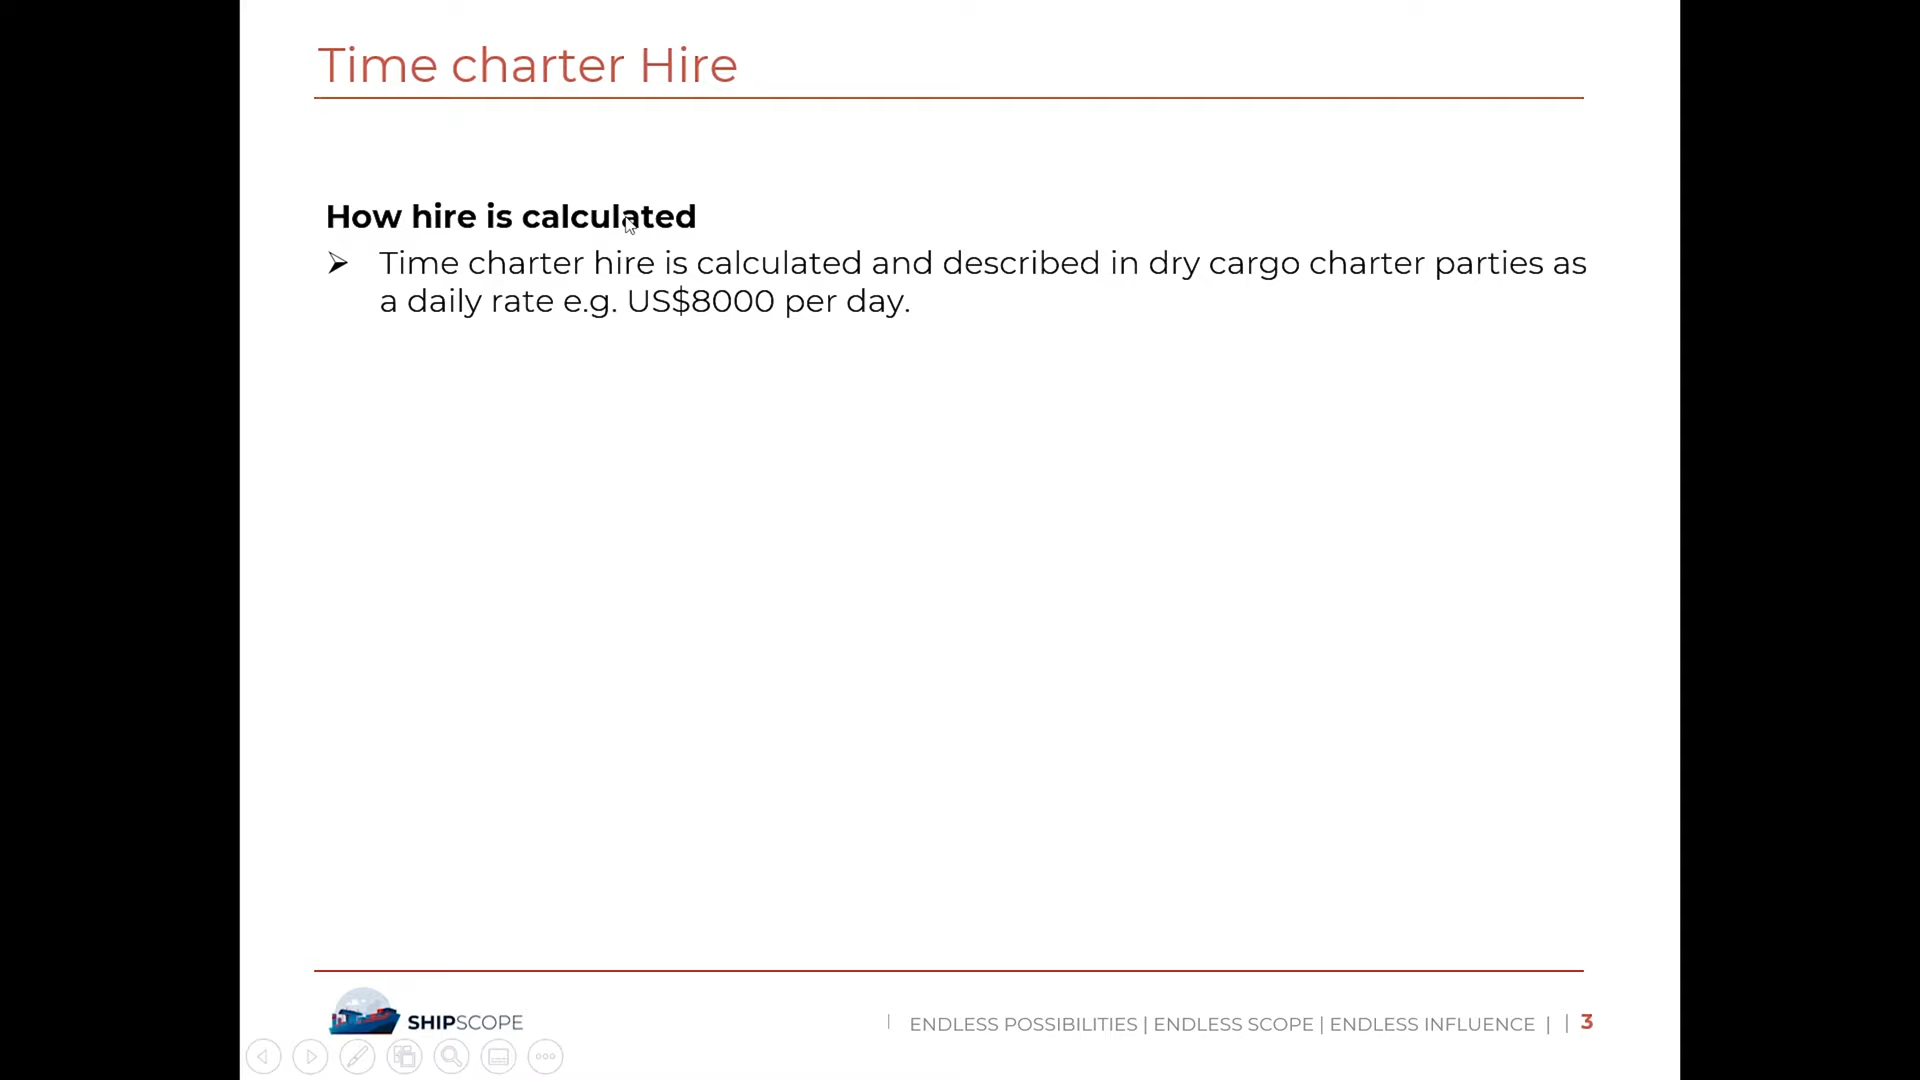 Time charter Hire
How hire is calculated
➢ Time charter hire is calculated and described in dry cargo charter parties as
a daily rate e.g. US$8000 per day.
SHIPSCOPE
| ENDLESS POSSIBILITIES | ENDLESS SCOPE | ENDLESS INFLUENCE | | 3